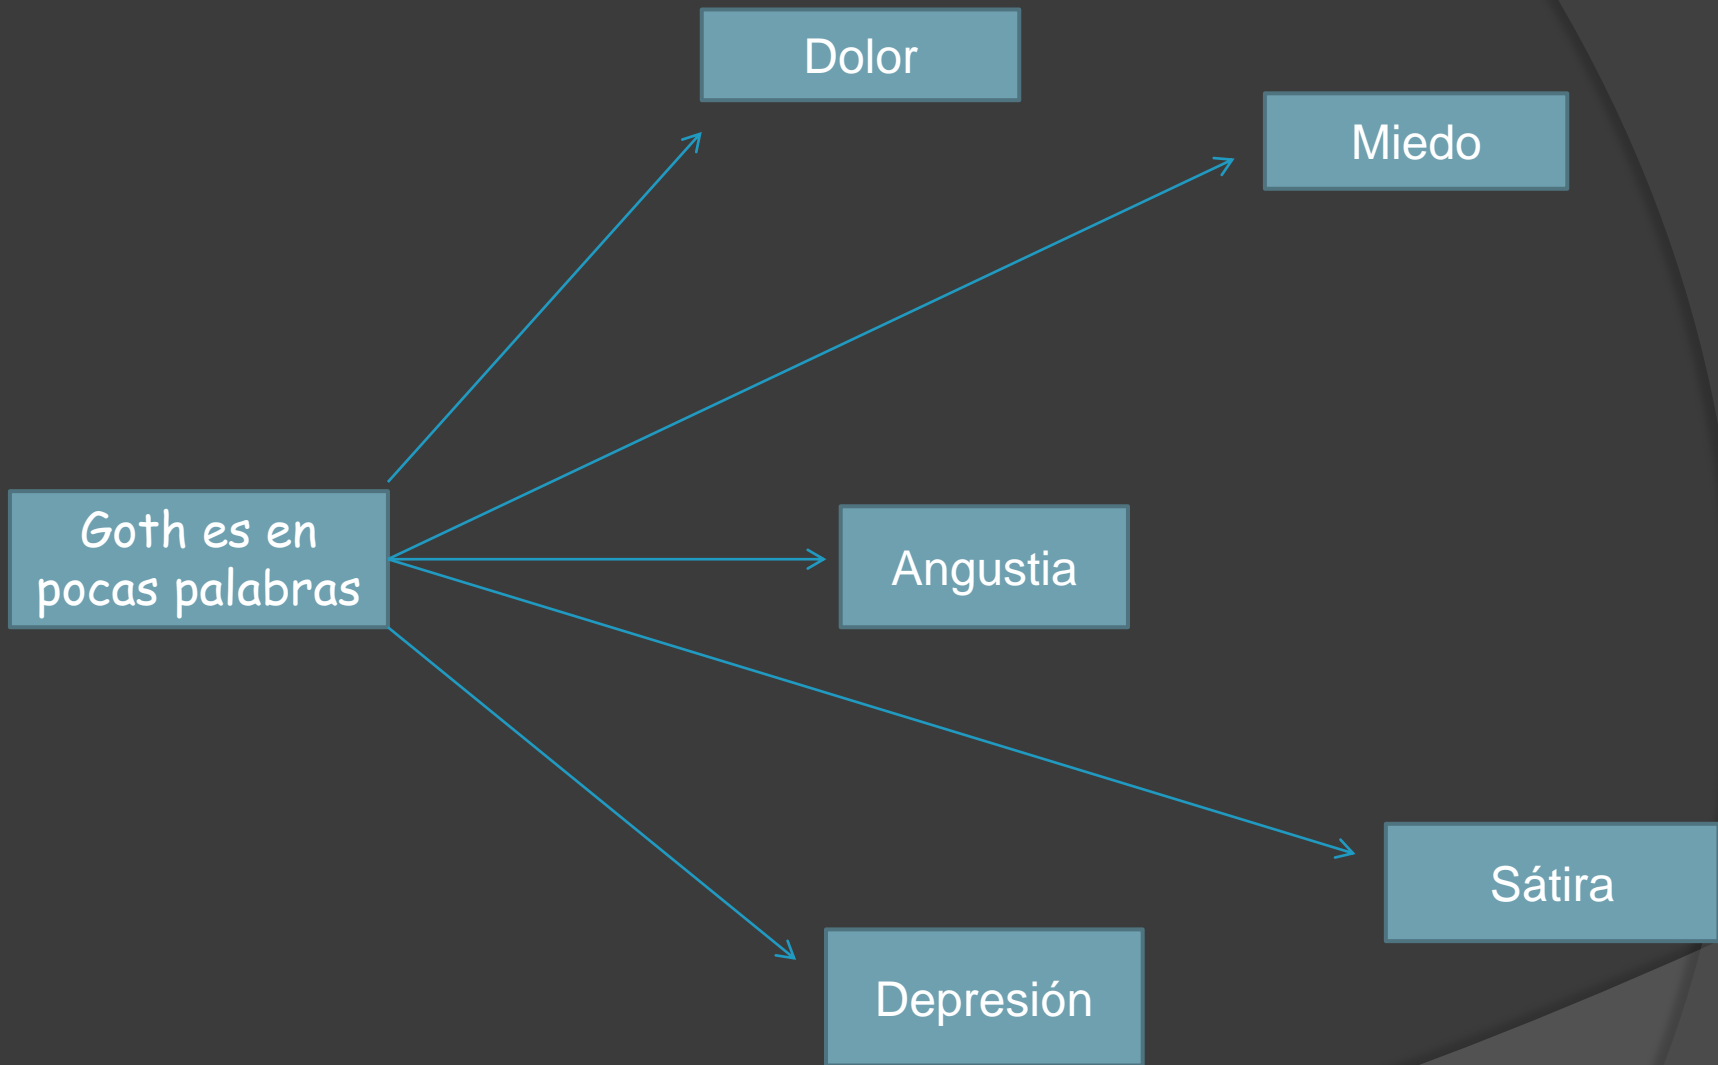 Dolor
Miedo
Goth es en
pocas palabras
Angustia
Sátira
Depresión